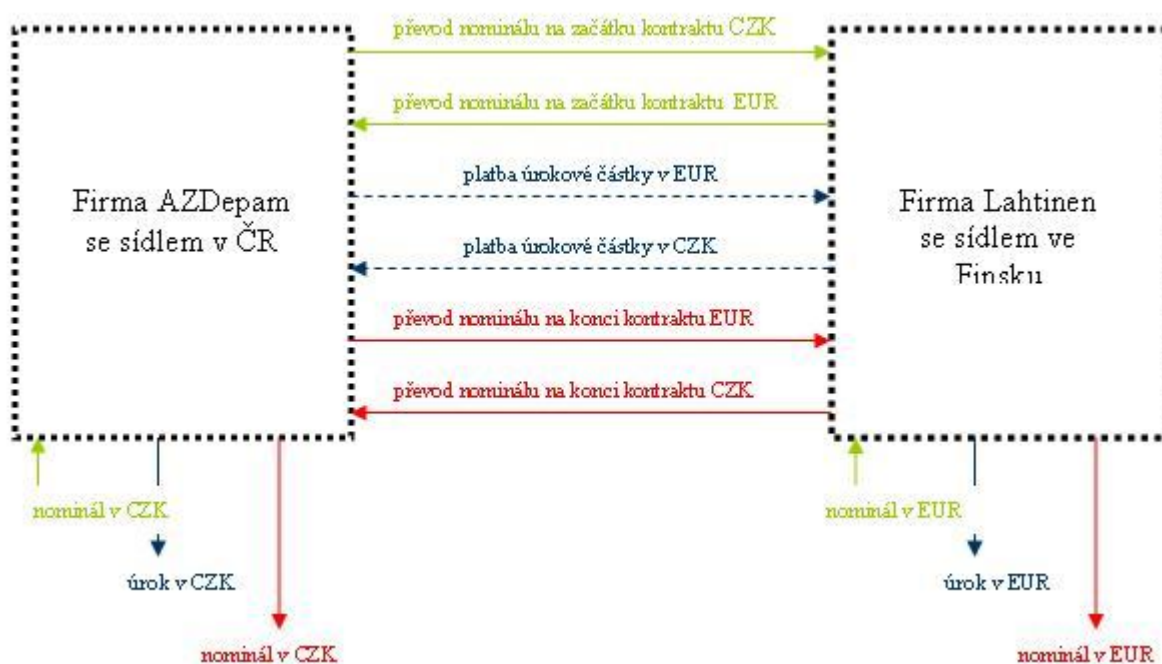 převod nominálu na začátku kontraktu CZK
převod nominálu na začátku kontraktu EUR
platba úrokové částky v EUR
Firma AZDepam
se sídlem v ČR
Firma Lahtinen
se sídlem ve
Finsku
platba úrokové částky v CZK
převod nominálu na konci kontraktu EUR
převod nominálu na konci kontraktu CZK
nominál v CZK
nominál v EUR
úrok v CZK
úrok v EUR
nominál v CZK
nominál v EUR